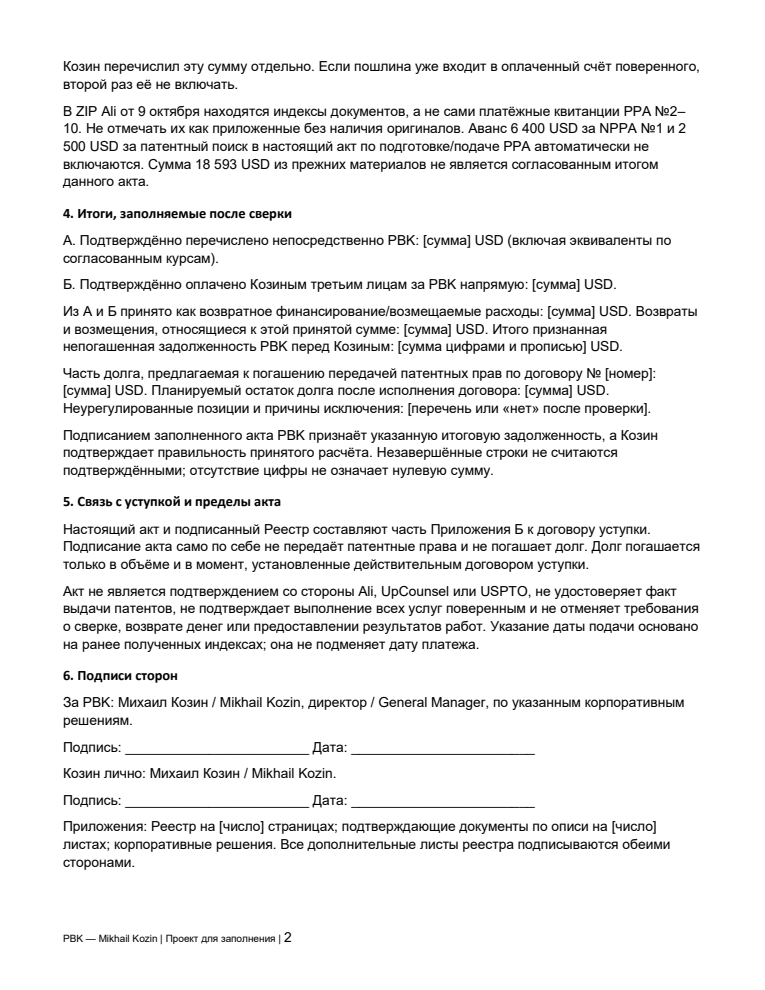 Козин перечислил эту сумму отдельно. Если пошлина уже входит в оплаченный счёт поверенного,
второй раз её не включать.
В ZIP Ali от 9 октября находятся индексы документов, а не сами платёжные квитанции PPA №2–
10. Не отмечать их как приложенные без наличия оригиналов. Аванс 6 400 USD за NPPA №1 и 2
500 USD за патентный поиск в настоящий акт по подготовке/подаче PPA автоматически не
включаются. Сумма 18 593 USD из прежних материалов не является согласованным итогом
данного акта.
4. Итоги, заполняемые после сверки
А. Подтверждённо перечислено непосредственно PBK: [сумма] USD (включая эквиваленты по
согласованным курсам).
Б. Подтверждённо оплачено Козиным третьим лицам за PBK напрямую: [сумма] USD.
Из А и Б принято как возвратное финансирование/возмещаемые расходы: [сумма] USD. Возвраты
и возмещения, относящиеся к этой принятой сумме: [сумма] USD. Итого признанная
непогашенная задолженность PBK перед Козиным: [сумма цифрами и прописью] USD.
Часть долга, предлагаемая к погашению передачей патентных прав по договору № [номер]:
[сумма] USD. Планируемый остаток долга после исполнения договора: [сумма] USD.
Неурегулированные позиции и причины исключения: [перечень или «нет» после проверки].
Подписанием заполненного акта PBK признаёт указанную итоговую задолженность, а Козин
подтверждает правильность принятого расчёта. Незавершённые строки не считаются
подтверждёнными; отсутствие цифры не означает нулевую сумму.
5. Связь с уступкой и пределы акта
Настоящий акт и подписанный Реестр составляют часть Приложения Б к договору уступки.
Подписание акта само по себе не передаёт патентные права и не погашает долг. Долг погашается
только в объёме и в момент, установленные действительным договором уступки.
Акт не является подтверждением со стороны Ali, UpCounsel или USPTO, не удостоверяет факт
выдачи патентов, не подтверждает выполнение всех услуг поверенным и не отменяет требования
о сверке, возврате денег или предоставлении результатов работ. Указание даты подачи основано
на ранее полученных индексах; она не подменяет дату платежа.
6. Подписи сторон
За PBK: Михаил Козин / Mikhail Kozin, директор / General Manager, по указанным корпоративным
решениям.
Подпись: ________________________ Дата: ________________________
Козин лично: Михаил Козин / Mikhail Kozin.
Подпись: ________________________ Дата: ________________________
Приложения: Реестр на [число] страницах; подтверждающие документы по описи на [число]
листах; корпоративные решения. Все дополнительные листы реестра подписываются обеими
сторонами.
PBK — Mikhail Kozin | Проект для заполнения | 2